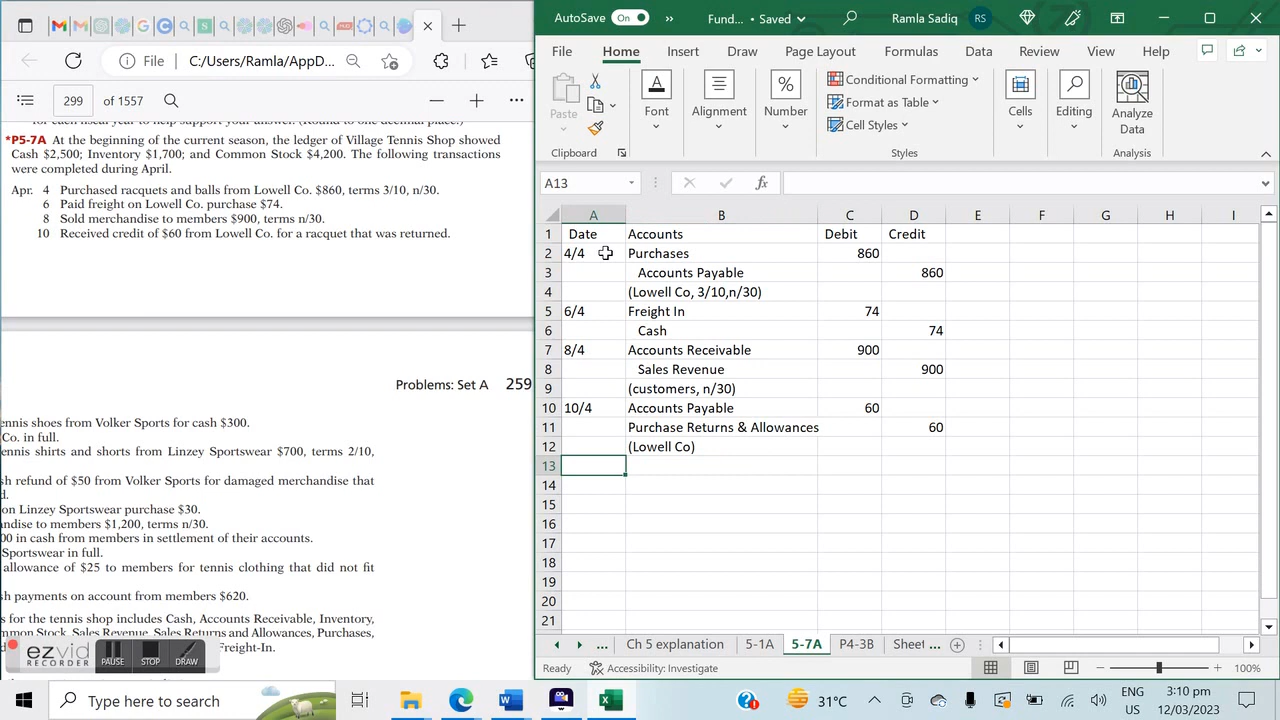 File C:/Users/Ramla/AppD...
299 of 1557
for each fiscal year to help support your answer. (Round to one decimal place.)
*P5-7A At the beginning of the current season, the ledger of Village Tennis Shop showed
Cash $2,500; Inventory $1,700; and Common Stock $4,200. The following transactions
were completed during April.
Apr. 4 Purchased racquets and balls from Lowell Co. $860, terms 3/10, n/30.
6 Paid freight on Lowell Co. purchase $74.
8 Sold merchandise to members $900, terms n/30.
10 Received credit of $60 from Lowell Co. for a racquet that was returned.
Problems: Set A 259
ennis shoes from Volker Sports for cash $300.
Co. in full.
ennis shirts and shorts from Linzey Sportswear $700, terms 2/10,
sh refund of $50 from Volker Sports for damaged merchandise that
d.
on Linzey Sportswear purchase $30.
andise to members $1,200, terms n/30.
00 in cash from members in settlement of their accounts.
Sportswear in full.
allowance of $25 to members for tennis clothing that did not fit
sh payments on account from members $620.
s for the tennis shop includes Cash, Accounts Receivable, Inventory,
mmon Stock, Sales Revenue, Sales Returns and Allowances, Purchases,
Freight-In.
ezvid
RECORDER
PAUSE STOP DRAW
AutoSave On Fund... • Saved Ramla Sadiq RS
File Home Insert Draw Page Layout Formulas Data Review View Help
Paste Font Alignment Number Conditional Formatting Format as Table Cell Styles Cells Editing Analyze Data
Clipboard Styles Analysis
A13 fx
A B C D E F G H I
1 Date Accounts Debit Credit
2 4/4 Purchases 860
3 Accounts Payable 860
4 (Lowell Co, 3/10,n/30)
5 6/4 Freight In 74
6 Cash 74
7 8/4 Accounts Receivable 900
8 Sales Revenue 900
9 (customers, n/30)
10 10/4 Accounts Payable 60
11 Purchase Returns & Allowances 60
12 (Lowell Co)
13
14
15
16
17
18
19
20
21
... Ch 5 explanation 5-1A 5-7A P4-3B Sheet ...
Ready Accessibility: Investigate 100%
Type here to search 31°C ENG US 3:10 pm 12/03/2023